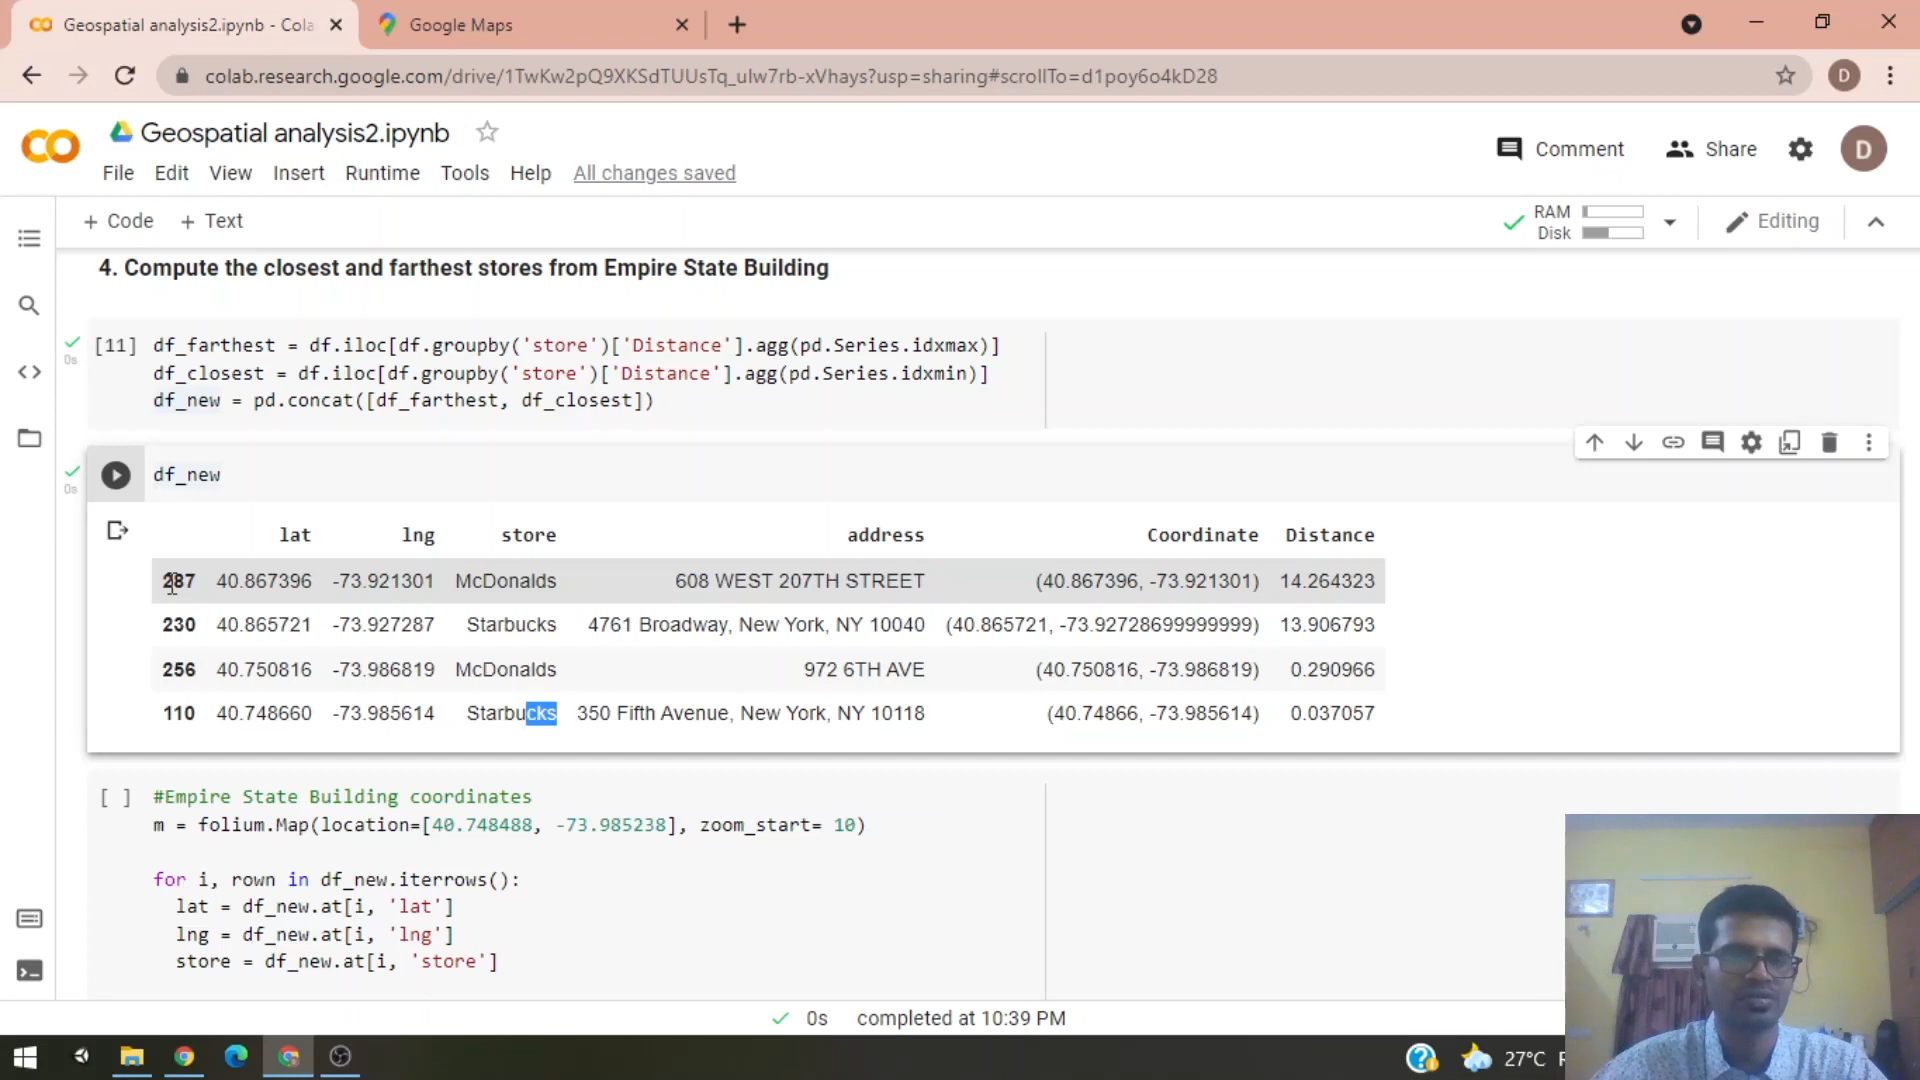 Geospatial analysis2.ipynb - Cola
Google Maps
colab.research.google.com/drive/1TwKw2pQ9XKSdTUUsTq_ulw7rb-xVhays?usp=sharing#scrollTo=d1poy6o4kD28
D
Geospatial analysis2.ipynb
Comment
Share
D
File Edit View Insert Runtime Tools Help All changes saved
+ Code + Text
RAM
Disk
Editing
4. Compute the closest and farthest stores from Empire State Building
0s
[11] df_farthest = df.iloc[df.groupby('store')['Distance'].agg(pd.Series.idxmax)]
df_closest = df.iloc[df.groupby('store')['Distance'].agg(pd.Series.idxmin)]
df_new = pd.concat([df_farthest, df_closest])
0s
df_new
lat lng store address Coordinate Distance
287 40.867396 -73.921301 McDonalds 608 WEST 207TH STREET (40.867396, -73.921301) 14.264323
230 40.865721 -73.927287 Starbucks 4761 Broadway, New York, NY 10040 (40.865721, -73.92728699999999) 13.906793
256 40.750816 -73.986819 McDonalds 972 6TH AVE (40.750816, -73.986819) 0.290966
110 40.748660 -73.985614 Starbucks 350 Fifth Avenue, New York, NY 10118 (40.74866, -73.985614) 0.037057
[ ] #Empire State Building coordinates
m = folium.Map(location=[40.748488, -73.985238], zoom_start= 10)
for i, rown in df_new.iterrows():
lat = df_new.at[i, 'lat']
lng = df_new.at[i, 'lng']
store = df_new.at[i, 'store']
0s completed at 10:39 PM
27°C